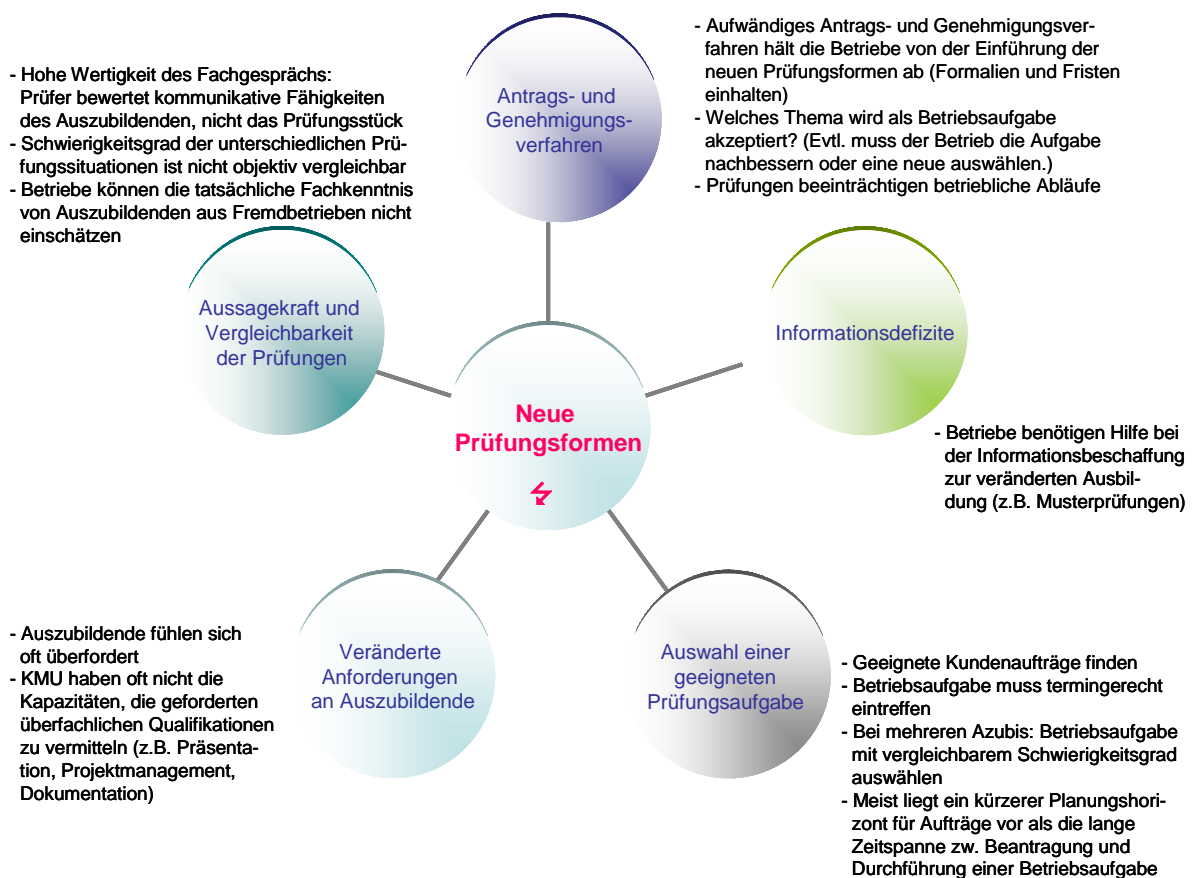 - Aufwändiges Antrags- und Genehmigungsver-
fahren hält die Betriebe von der Einführung der
neuen Prüfungsformen ab (Formalien und Fristen
einhalten)
- Welches Thema wird als Betriebsaufgabe
akzeptiert? (Evtl. muss der Betrieb die Aufgabe
nachbessern oder eine neue auswählen.)
- Prüfungen beeinträchtigen betriebliche Abläufe
- Hohe Wertigkeit des Fachgesprächs:
Prüfer bewertet kommunikative Fähigkeiten
des Auszubildenden, nicht das Prüfungsstück
- Schwierigkeitsgrad der unterschiedlichen Prü-
fungssituationen ist nicht objektiv vergleichbar
- Betriebe können die tatsächliche Fachkenntnis
von Auszubildenden aus Fremdbetrieben nicht
einschätzen
Antrags- und
Genehmigungs-
verfahren
Aussagekraft und
Vergleichbarkeit
der Prüfungen
Informationsdefizite
Neue
Prüfungsformen
- Betriebe benötigen Hilfe bei
der Informationsbeschaffung
zur veränderten Ausbil-
dung (z.B. Musterprüfungen)
- Auszubildende fühlen sich
oft überfordert
- KMU haben oft nicht die
Kapazitäten, die geforderten
überfachlichen Qualifikationen
zu vermitteln (z.B. Präsenta-
tion, Projektmanagement,
Dokumentation)
Veränderte
Anforderungen
an Auszubildende
Auswahl einer
geeigneten
Prüfungsaufgabe
- Geeignete Kundenaufträge finden
- Betriebsaufgabe muss termingerecht
eintreffen
- Bei mehreren Azubis: Betriebsaufgabe
mit vergleichbarem Schwierigkeitsgrad
auswählen
- Meist liegt ein kürzerer Planungshori-
zont für Aufträge vor als die lange
Zeitspanne zw. Beantragung und
Durchführung einer Betriebsaufgabe